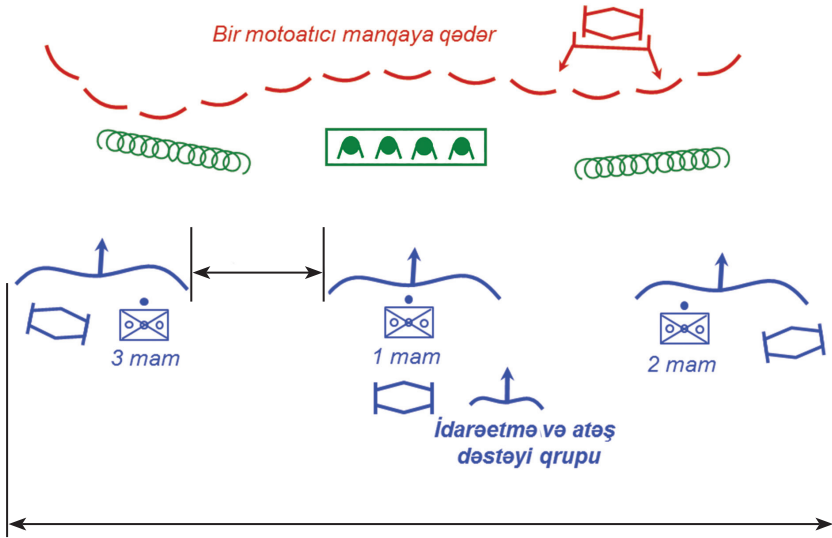 Bir motoatıcı manqaya qədər
3 mam
1 mam
2 mam
İdarəetmə və atəş
dəstəyi qrupu